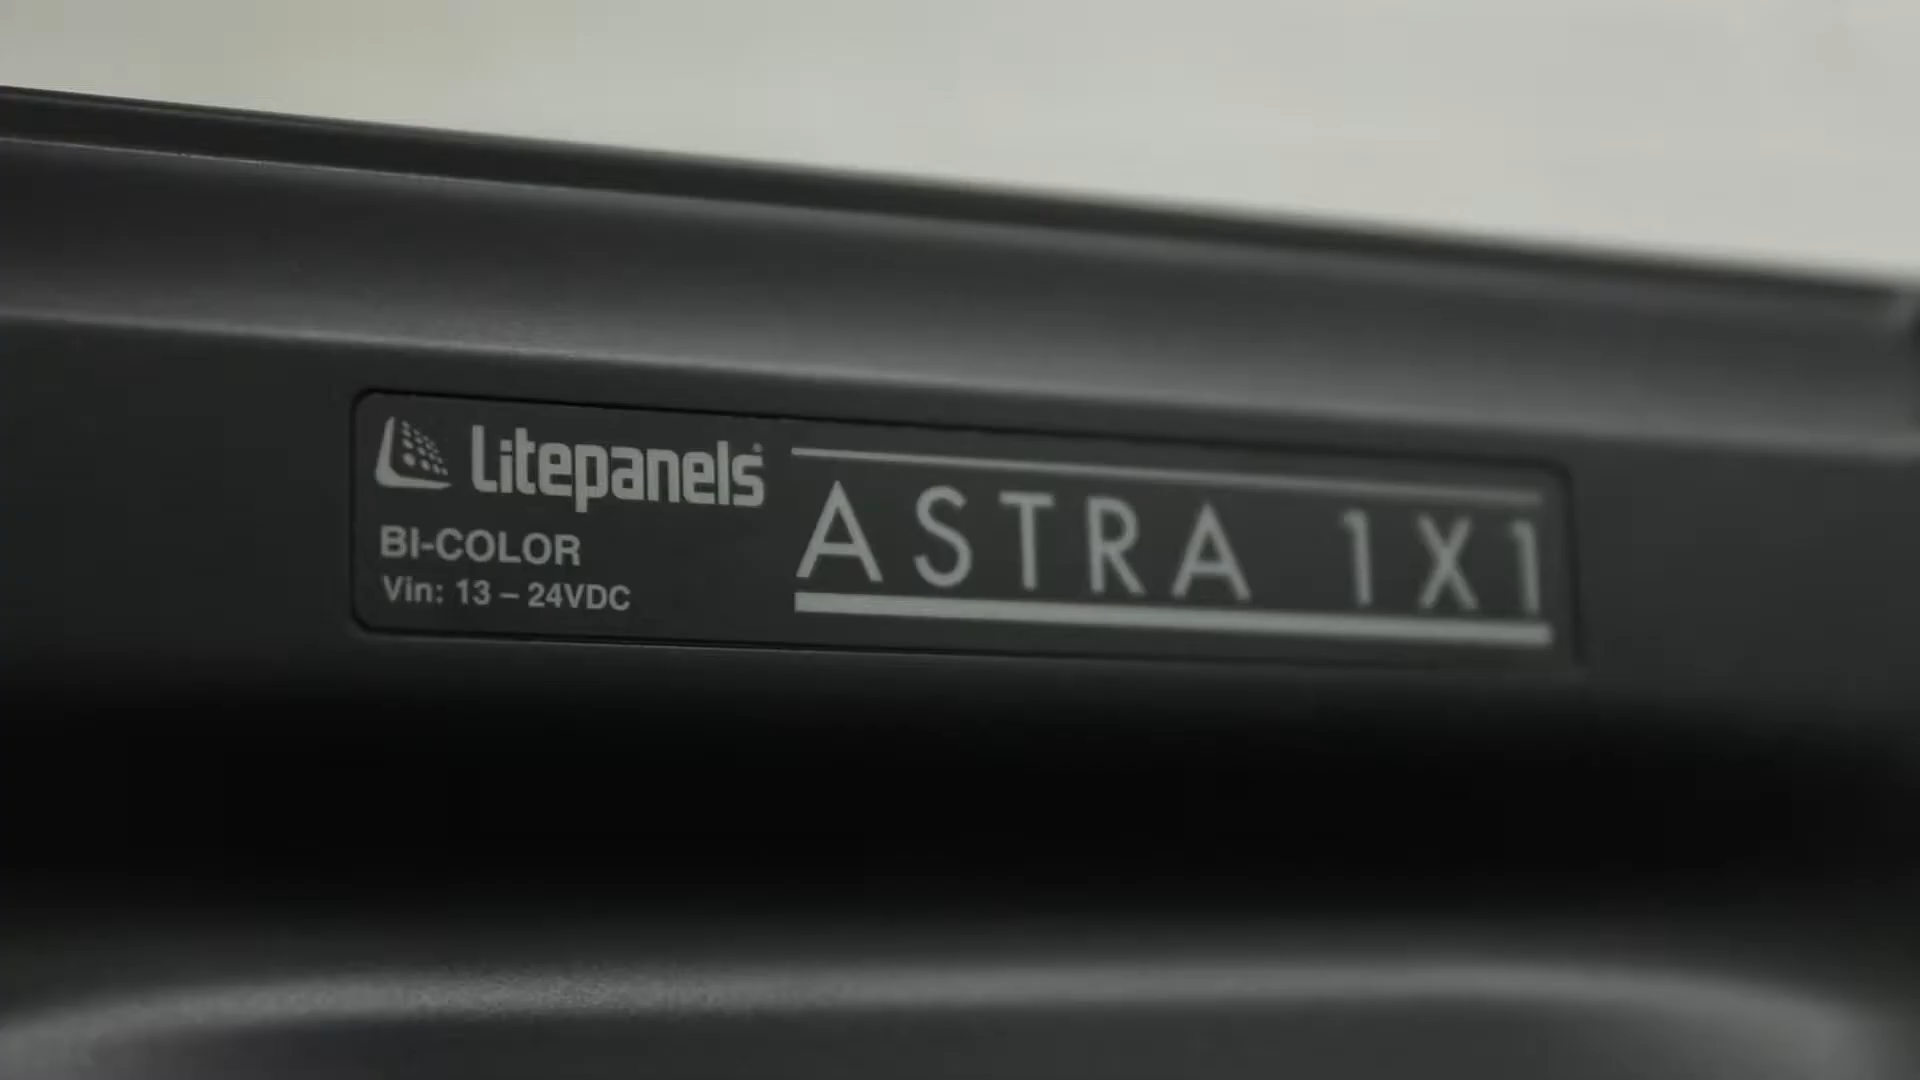 Litepanels®
BI-COLOR
Vin: 13 – 24VDC
ASTRA 1X1